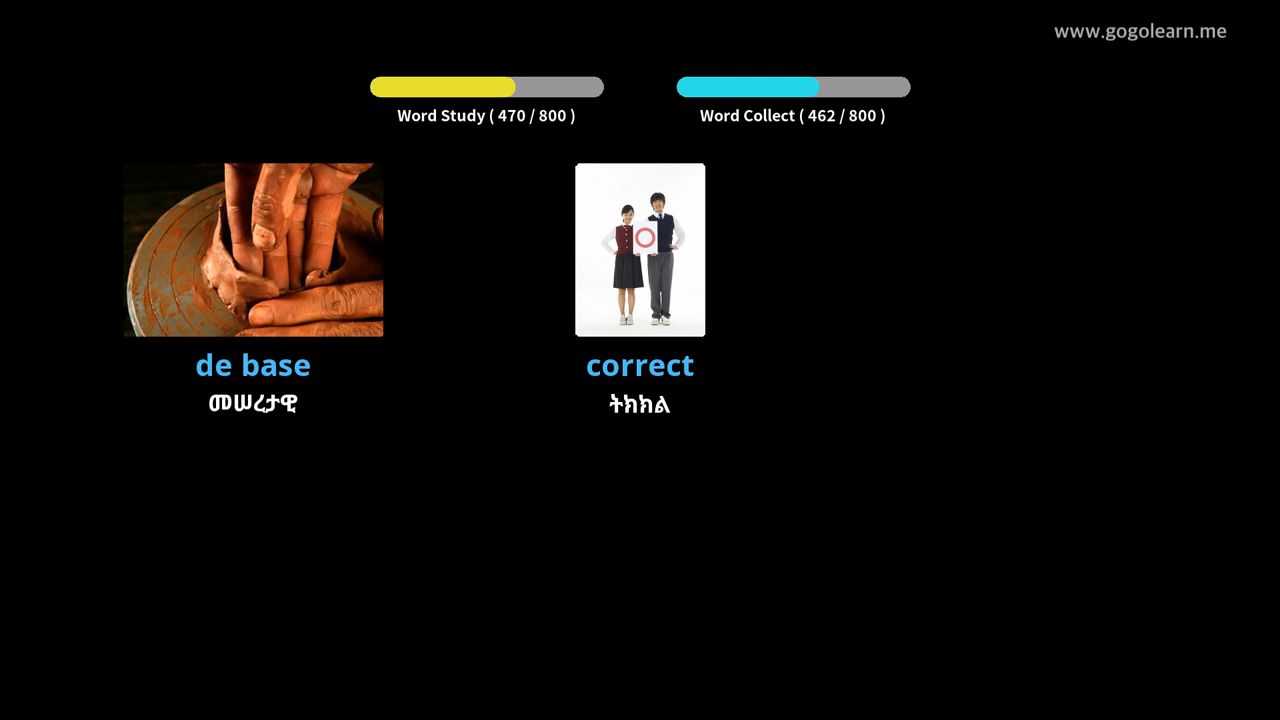 www.gogolearn.me
Word Study ( 470 / 800 )
Word Collect ( 462 / 800 )
de base
መሠረታዊ
correct
ትክክል